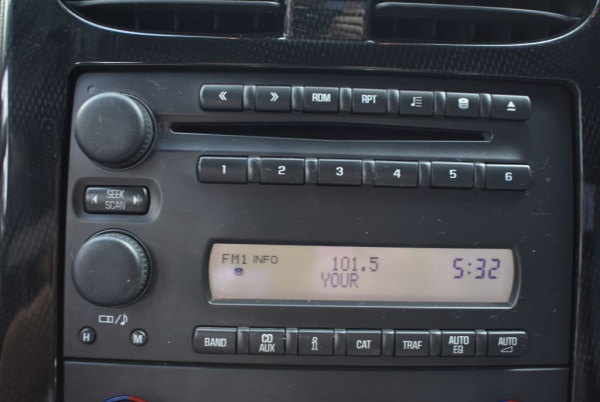 RDM RPT
1 2 3 4 5 6
SEEK
SCAN
FM1 INFO 101.5 5:32
YOUR
H M
BAND CD AUX i CAT TRAF AUTO EQ AUTO